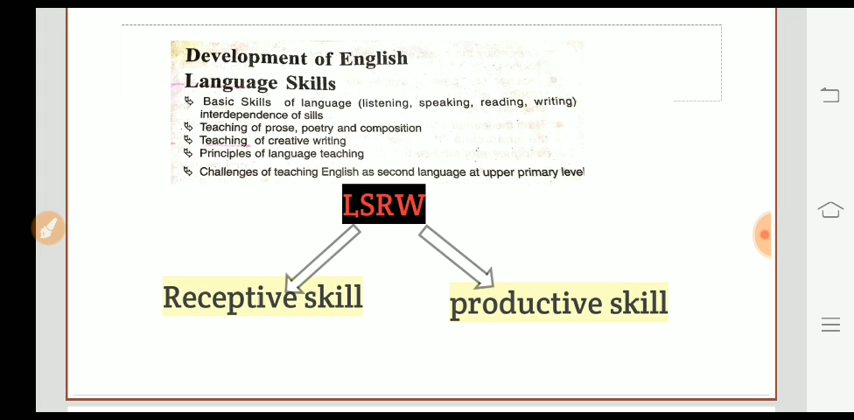 Development of English
Language Skills
Basic Skills of language (listening, speaking, reading, writing)
interdependence of sills
Teaching of prose, poetry and composition
Teaching of creative writing
Principles of language teaching
Challenges of teaching English as second language at upper primary level
LSRW
Receptive skill
productive skill